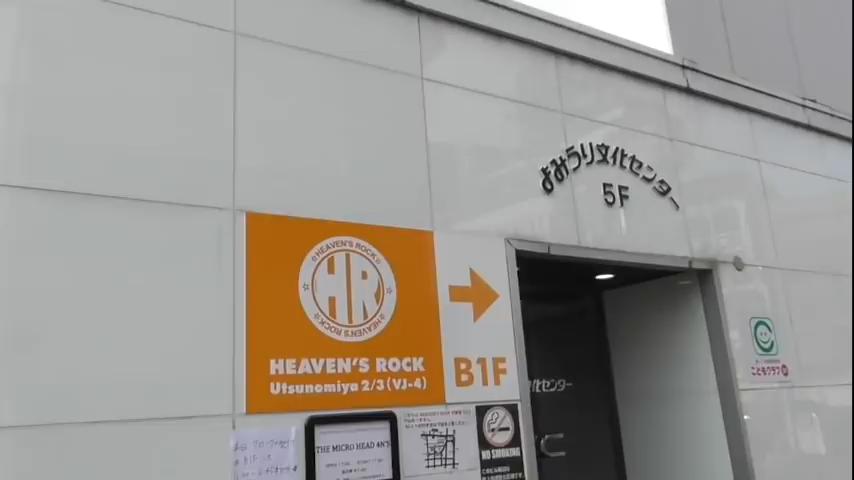 よみうり文化センター
5F
HEAVEN'S ROCK
HR
HEAVEN'S ROCK
HEAVEN'S ROCK
Utsunomiya 2/3 (VJ-4)
B1F
化センター
こどもクラブ
THE MICRO HEAD 4N'S
NO SMOKING